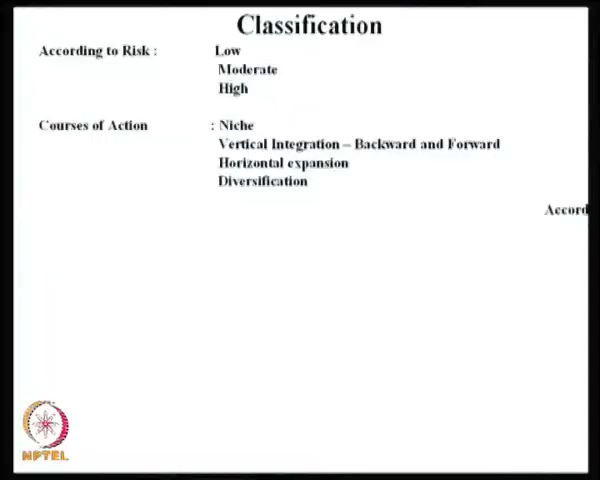 Classification
According to Risk : Low
Moderate
High
Courses of Action : Niche
Vertical Integration – Backward and Forward
Horizontal expansion
Diversification
Accord
NPTEL